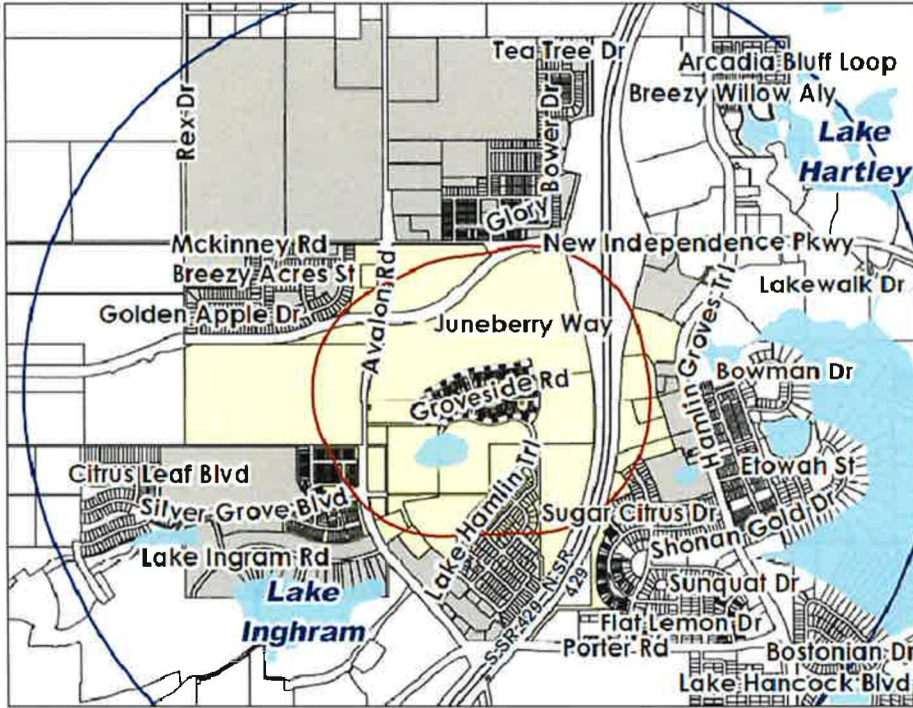 Tea Tree Dr
Arcadia Bluff Loop
Breezy Willow Aly
Rex Dr
Bower Dr
Lake
Hartley
Glory
Mckinney Rd
New Independence Pkwy
Breezy Acres St
Avalon Rd
Lakewalk Dr
Golden Apple Dr
Juneberry Way
Hamlin Groves Trl
Groveside Rd
Bowman Dr
Citrus Leaf Blvd
Etowah St
Silver Grove Blvd
Lake Hamlin Trl
Sugar Citrus Dr
Shonan Gold Dr
Lake Ingram Rd
S-SR-429-N-SR
429
Sunquat Dr
Lake
Inghram
Flat Lemon Dr
Porter Rd
Bostonian Dr
Lake Hancock Blvd